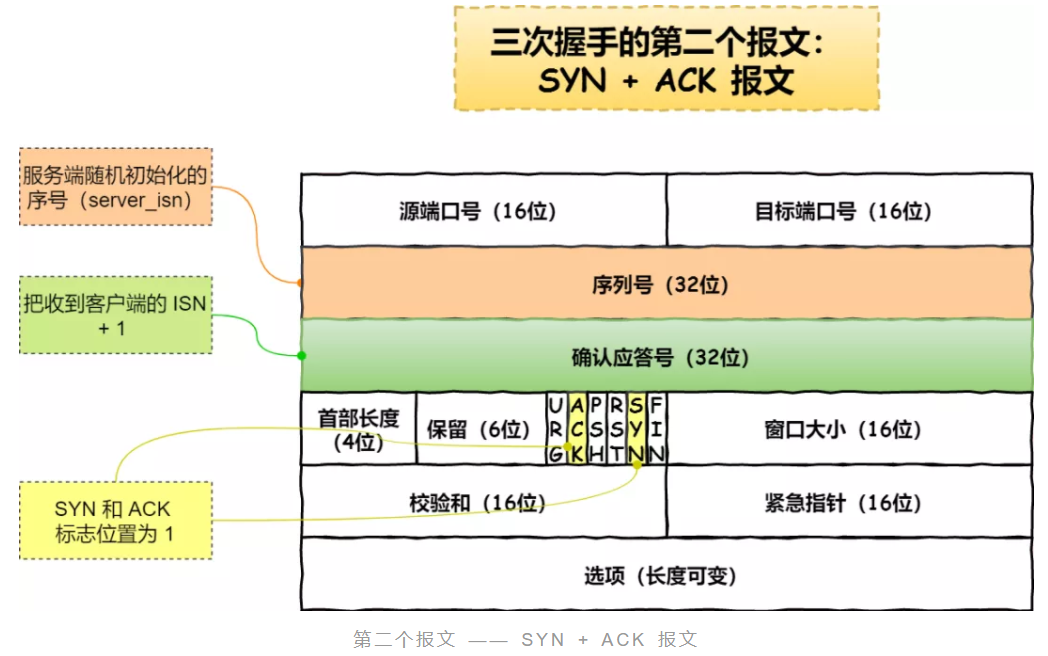 三次握手的第二个报文：
SYN + ACK 报文
服务端随机初始化的
序号（server_isn）
源端口号（16位）
目标端口号（16位）
序列号（32位）
把收到客户端的 ISN
+ 1
确认应答号（32位）
首部长度
（4位）
保留（6位）
URG
ACK
PSH
RST
SYN
FIN
窗口大小（16位）
SYN 和 ACK
标志位置为 1
校验和（16位）
紧急指针（16位）
选项（长度可变）
第二个报文 —— SYN + ACK 报文